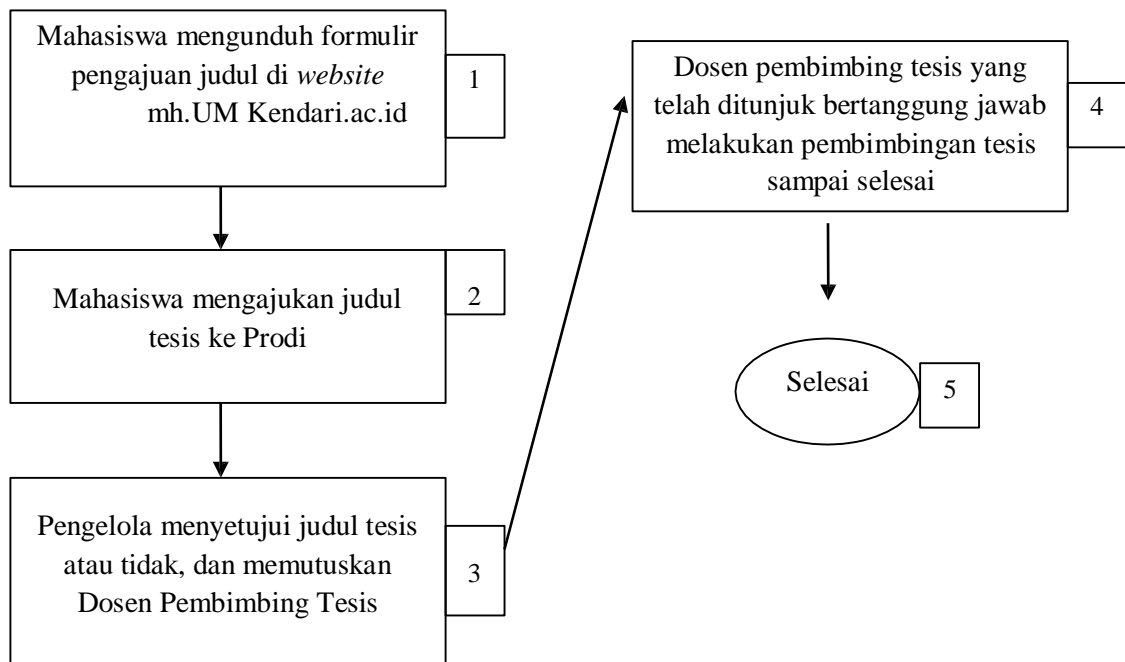 Mahasiswa mengunduh formulir
pengajuan judul di website
mh.UM Kendari.ac.id
1
Mahasiswa mengajukan judul
tesis ke Prodi
2
Pengelola menyetujui judul tesis
atau tidak, dan memutuskan
Dosen Pembimbing Tesis
3
Dosen pembimbing tesis yang
telah ditunjuk bertanggung jawab
melakukan pembimbingan tesis
sampai selesai
4
Selesai
5